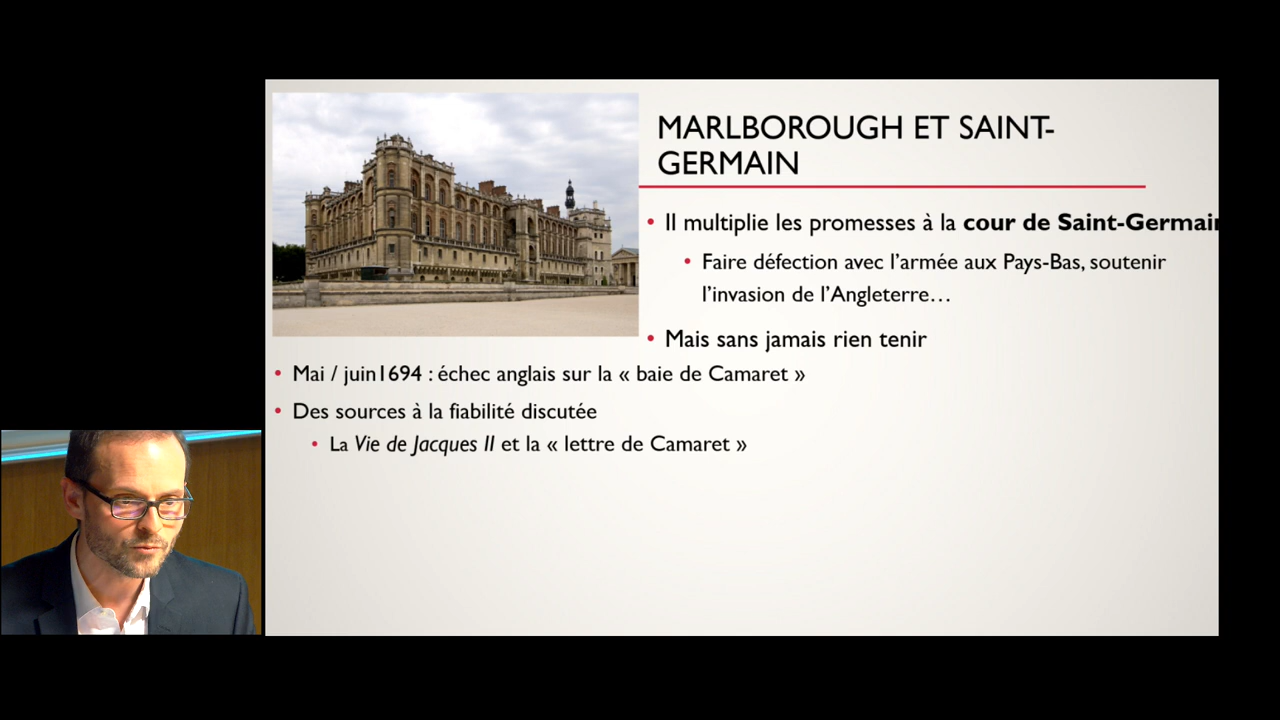 MARLBOROUGH ET SAINT-
GERMAIN
• Il multiplie les promesses à la cour de Saint-Germain
• Faire défection avec l’armée aux Pays-Bas, soutenir
l’invasion de l’Angleterre…
• Mais sans jamais rien tenir
• Mai / juin1694 : échec anglais sur la « baie de Camaret »
• Des sources à la fiabilité discutée
• La Vie de Jacques II et la « lettre de Camaret »